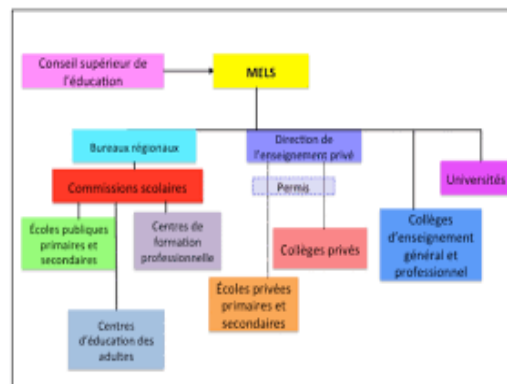 Conseil supérieur de
l'éducation
MELS
Bureaux régionaux
Direction de
l'enseignement privé
Commissions scolaires
Permis
Universités
Écoles publiques
primaires et
secondaires
Centres de
formation
professionnelle
Collèges privés
Collèges
d'enseignement
général et
professionnel
Écoles privées
primaires et
secondaires
Centres
d'éducation des
adultes